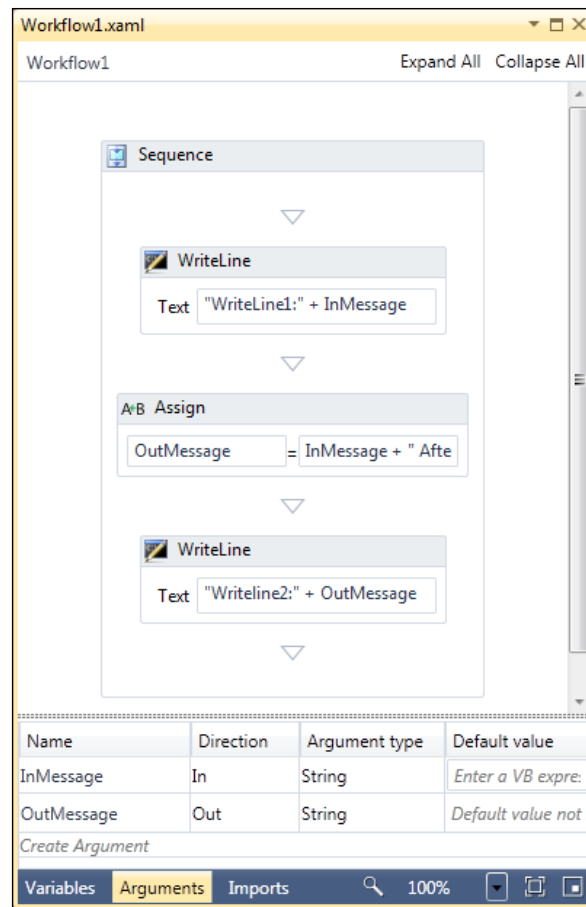 Workflow1.xaml
Workflow1 Expand All Collapse All
Sequence
WriteLine
Text "WriteLine1:" + InMessage
A+B Assign
OutMessage = InMessage + " Afte
WriteLine
Text "Writeline2:" + OutMessage
Name Direction Argument type Default value
InMessage In String Enter a VB expre:
OutMessage Out String Default value not
Create Argument
Variables Arguments Imports 100%